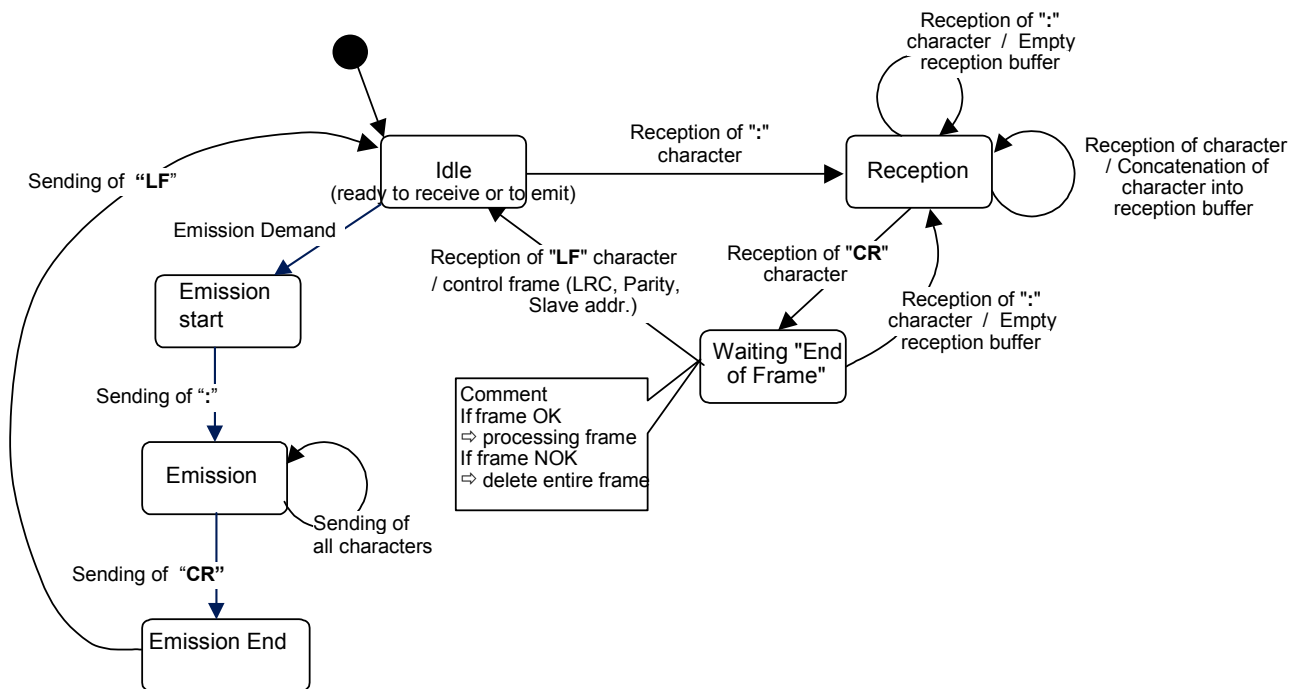 Reception of ":"
character / Empty
reception buffer
Idle
(ready to receive or to emit)
Reception of ":"
character
Reception
Reception of character
/ Concatenation of
character into
reception buffer
Sending of “LF”
Emission Demand
Reception of "LF" character
/ control frame (LRC, Parity,
Slave addr.)
Reception of "CR"
character
Emission
start
Reception of ":"
character / Empty
reception buffer
Waiting "End
of Frame"
Sending of “:”
Comment
If frame OK
⇨ processing frame
If frame NOK
⇨ delete entire frame
Emission
Sending of
all characters
Sending of “CR”
Emission End